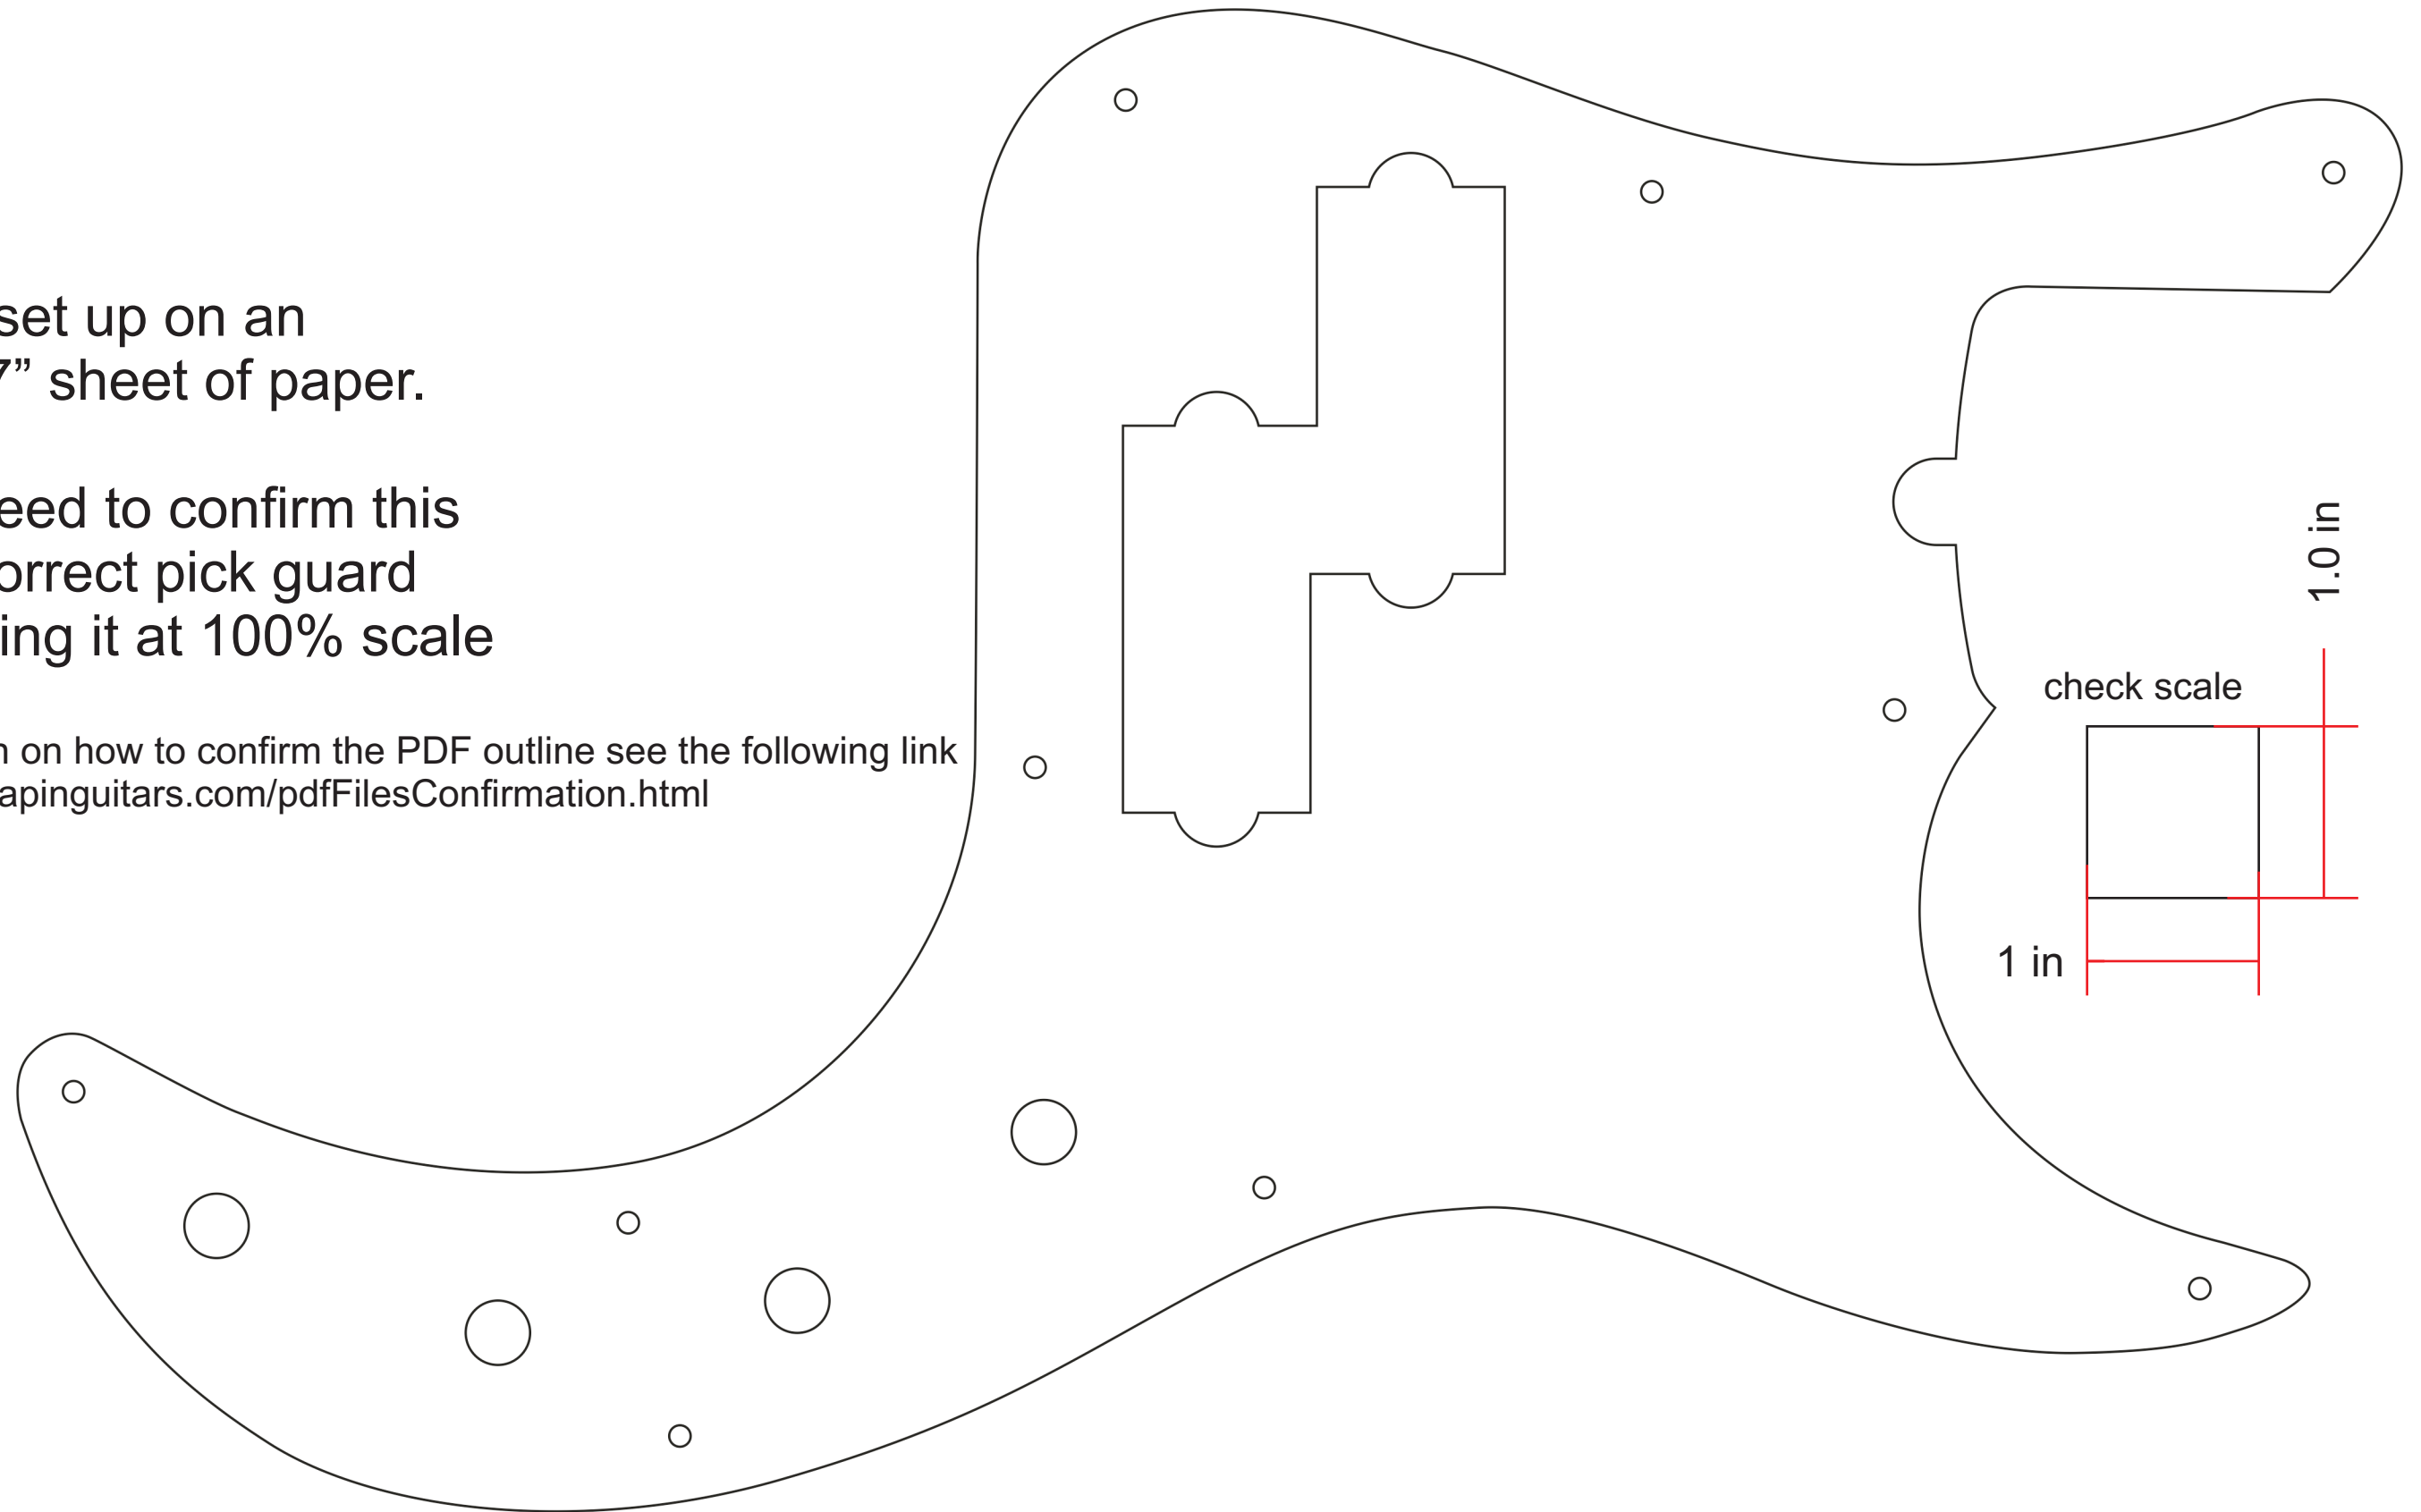 set up on an
7” sheet of paper.
eed to confirm this
orrect pick guard
ing it at 100% scale
n on how to confirm the PDF outline see the following link
apinguitars.com/pdfFilesConfirmation.html
1.0 in
check scale
1 in